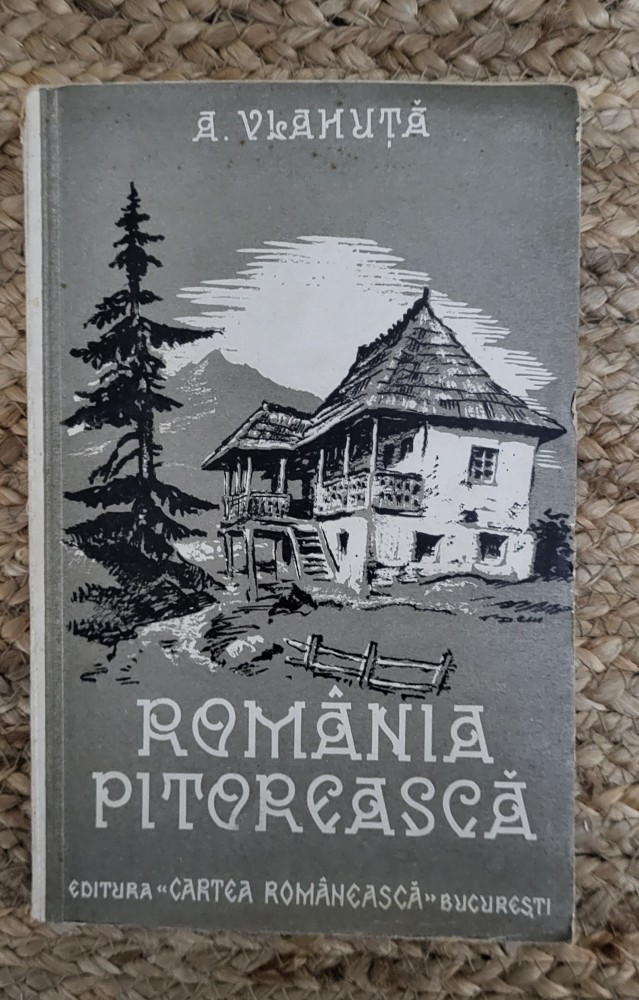 A. VLAHUȚĂ
ROMÂNIA
PITOREASCĂ
EDITURA «CARTEA ROMÂNEASCĂ» BUCUREȘTI